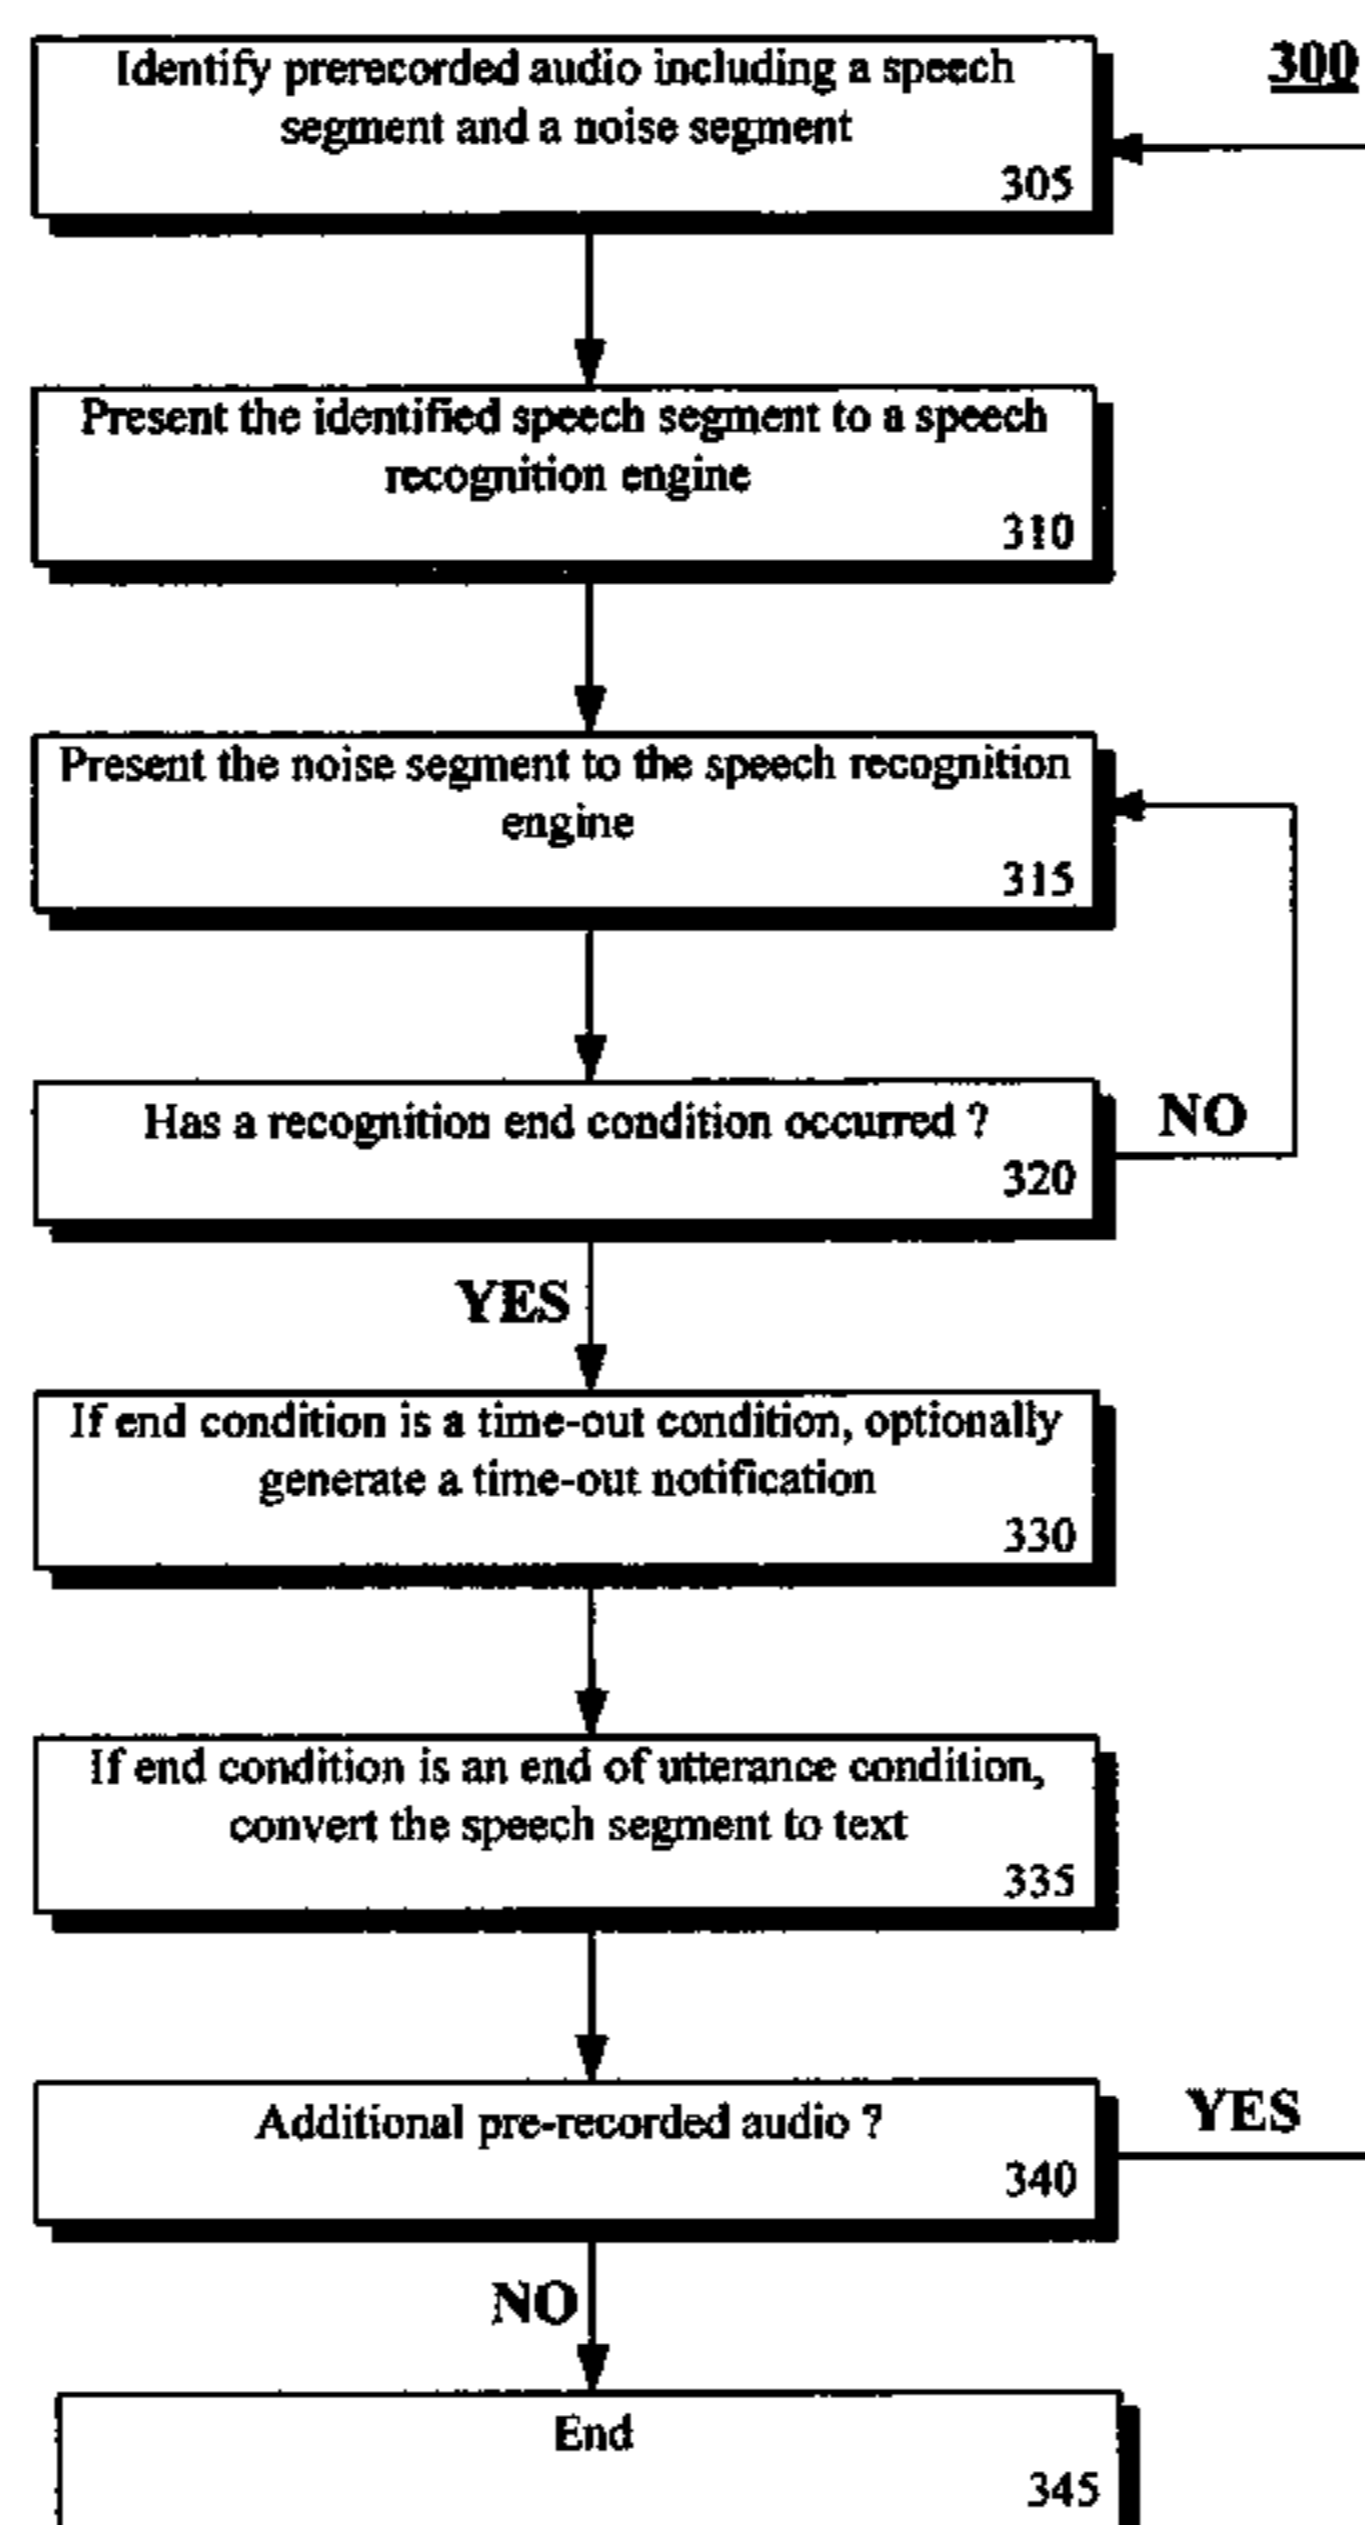 300
Identify prerecorded audio including a speech
segment and a noise segment
305
Present the identified speech segment to a speech
recognition engine
310
Present the noise segment to the speech recognition
engine
315
Has a recognition end condition occurred ?
320
NO
YES
If end condition is a time-out condition, optionally
generate a time-out notification
330
If end condition is an end of utterance condition,
convert the speech segment to text
335
Additional pre-recorded audio ?
340
YES
NO
End
345